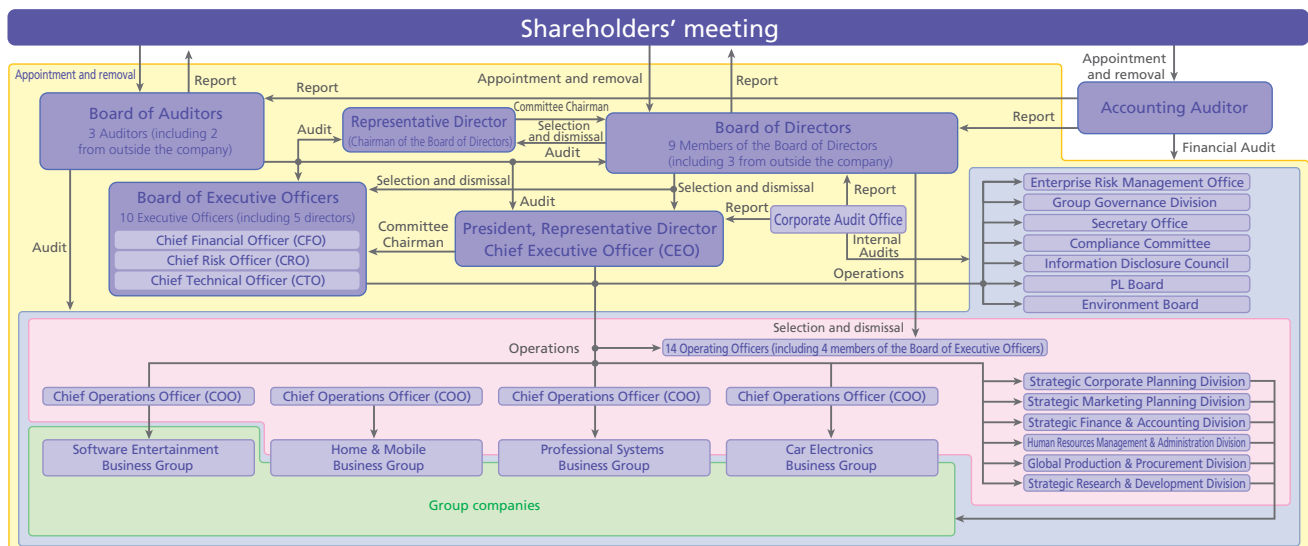 Shareholders' meeting
Appointment and removal
Report
Appointment and removal
Report
Appointment
and removal
Report
Board of Auditors
3 Auditors (including 2
from outside the company)
Audit
Representative Director
(Chairman of the Board of Directors)
Committee Chairman
Selection
and dismissal
Audit
Board of Directors
9 Members of the Board of Directors
(including 3 from outside the company)
Report
Accounting Auditor
Financial Audit
Selection and dismissal
Selection and dismissal
Report
Board of Executive Officers
10 Executive Officers (including 5 directors)
Chief Financial Officer (CFO)
Chief Risk Officer (CRO)
Chief Technical Officer (CTO)
Audit
Committee
Chairman
Audit
President, Representative Director
Chief Executive Officer (CEO)
Report
Corporate Audit Office
Internal
Audits
Operations
Enterprise Risk Management Office
Group Governance Division
Secretary Office
Compliance Committee
Information Disclosure Council
PL Board
Environment Board
Selection and dismissal
Operations
14 Operating Officers (including 4 members of the Board of Executive Officers)
Chief Operations Officer (COO)
Chief Operations Officer (COO)
Chief Operations Officer (COO)
Chief Operations Officer (COO)
Strategic Corporate Planning Division
Strategic Marketing Planning Division
Strategic Finance & Accounting Division
Human Resources Management & Administration Division
Global Production & Procurement Division
Strategic Research & Development Division
Software Entertainment
Business Group
Home & Mobile
Business Group
Professional Systems
Business Group
Car Electronics
Business Group
Group companies